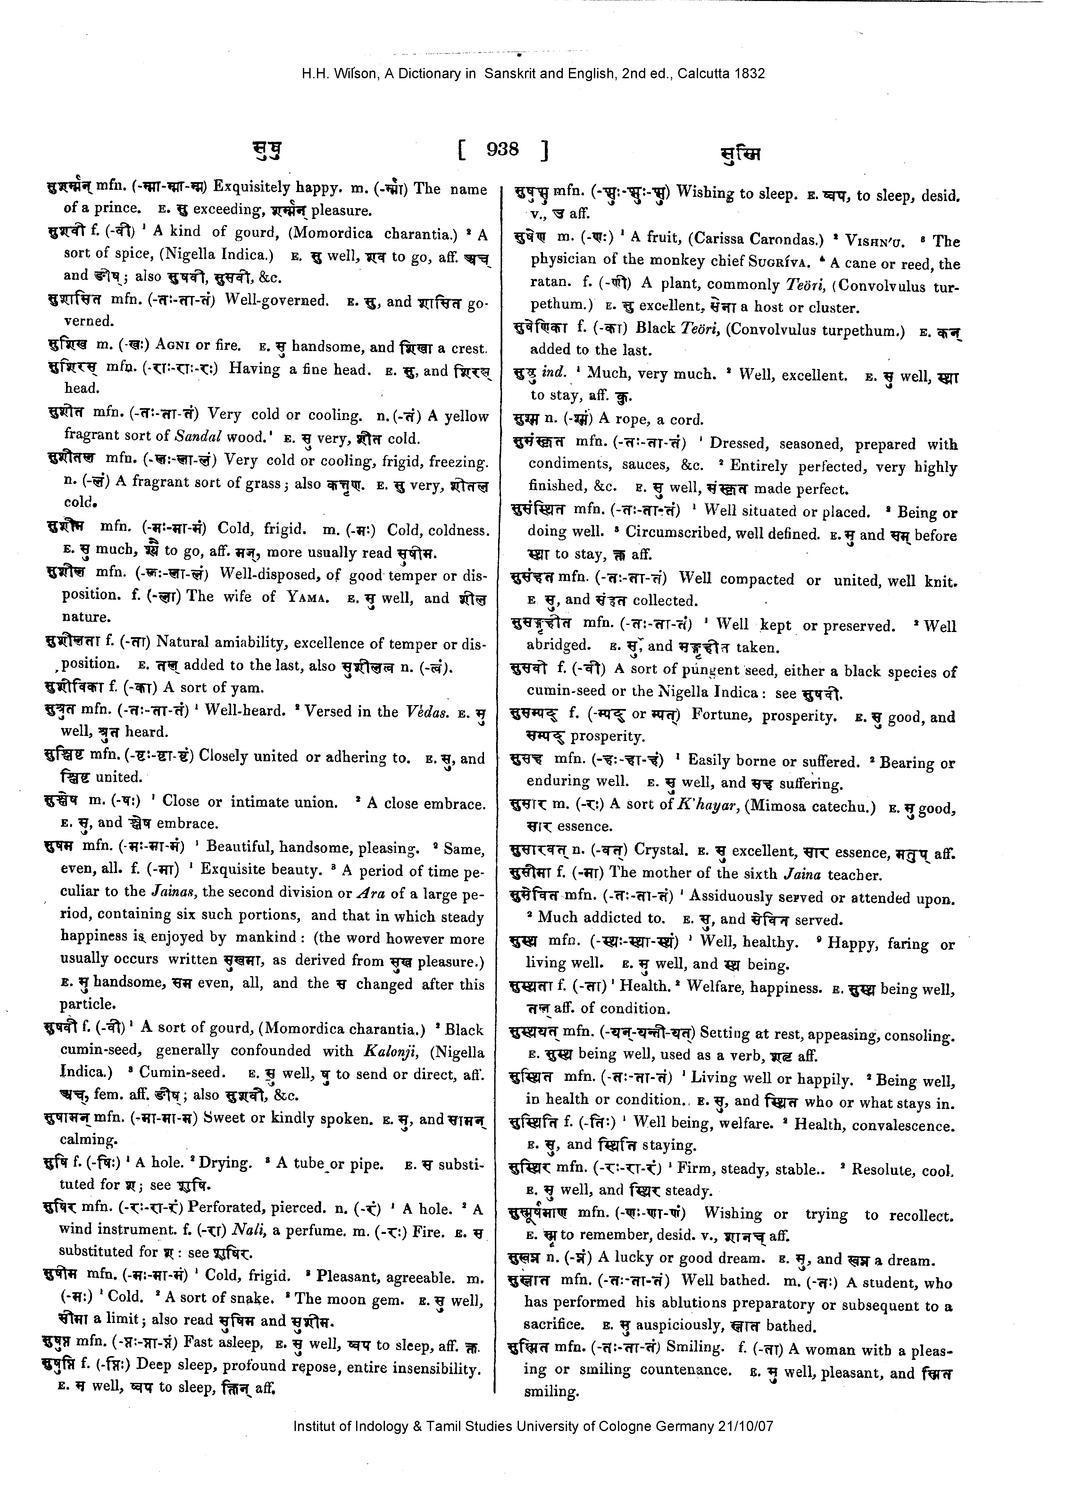 H.H. Wilson, A Dictionary in Sanskrit and English, 2nd ed., Calcutta 1832
सुषु [ 938 ] सुस्मि
सुशर्म्मन् mfn. (-र्म्मा-र्म्मा-र्म्म) Exquisitely happy. m. (-र्म्मा) The name
of a prince. E. सु exceeding, शर्म्मन् pleasure.
सुशवी f. (-वी) ¹ A kind of gourd, (Momordica charantia.) ² A
sort of spice, (Nigella Indica.) E. सु well, शव to go, aff. अच्
and ङीष्; also सुषवी, सुसवी, &c.
सुशासित mfn. (-तः-ता-तं) Well-governed. E. सु, and शासित go-
verned.
सुशिख m. (-खः) AGNI or fire. E. सु handsome, and शिखा a crest.
सुशिरस् mfn. (-राः-राः-रः) Having a fine head. E. सु, and शिरस्
head.
सुशीत mfn. (-तः-ता-तं) Very cold or cooling. n. (-तं) A yellow
fragrant sort of Sandal wood. E. सु very, शीत cold.
सुशीतल mfn. (-लः-ला-लं) Very cold or cooling, frigid, freezing.
n. (-लं) A fragrant sort of grass; also कत्तृण. E. सु very, शीतल
cold.
सुशीम mfn. (-मः-मा-मं) Cold, frigid. m. (-मः) Cold, coldness.
E. सु much, श्यै to go, aff. मन्, more usually read सुषीम.
सुशील mfn. (-लः-ला-लं) Well-disposed, of good temper or dis-
position. f. (-ला) The wife of YAMA. E. सु well, and शील
nature.
सुशीलता f. (-ता) Natural amiability, excellence of temper or dis-
position. E. तल् added to the last, also सुशीलत्व n. (-त्वं).
सुशीविका f. (-का) A sort of yam.
सुश्रुत mfn. (-तः-ता-तं) ¹ Well-heard. ² Versed in the Védas. E. सु
well, श्रुत heard.
सुश्लिष्ट mfn. (-ष्टः-ष्टा-ष्टं) Closely united or adhering to. E. सु, and
श्लिष्ट united.
सुश्लेष m. (-षः) ¹ Close or intimate union. ² A close embrace.
E. सु, and श्लेष embrace.
सुषम mfn. (-मः-मा-मं) ¹ Beautiful, handsome, pleasing. ² Same,
even, all. f. (-मा) ¹ Exquisite beauty. ² A period of time pe-
culiar to the Jainas, the second division or Ara of a large pe-
riod, containing six such portions, and that in which steady
happiness is enjoyed by mankind: (the word however more
usually occurs written सुखमा, as derived from सुख pleasure.)
E. सु handsome, सम even, all, and the स changed after this
particle.
सुषवी f. (-वी) ¹ A sort of gourd, (Momordica charantia.) ² Black
cumin-seed, generally confounded with Kalonji, (Nigella
Indica.) ³ Cumin-seed. E. सु well, षु to send or direct, aff.
अच्, fem. aff. ङीष्; also सुशवी, &c.
सुषामन् mfn. (-मा-मा-म) Sweet or kindly spoken. E. सु, and सामन्
calming.
सुषि f. (-षिः) ¹ A hole. ² Drying. ³ A tube or pipe. E. स substi-
tuted for श; see शुषि.
सुषिर mfn. (-रः-रा-रं) Perforated, pierced. n. (-रं) ¹ A hole. ² A
wind instrument. f. (-रा) Nali, a perfume. m. (-रः) Fire. E. स
substituted for श: see शुषिर.
सुषीम mfn. (-मः-मा-मं) ¹ Cold, frigid. ² Pleasant, agreeable. m.
(-मः) ¹ Cold. ² A sort of snake. ³ The moon gem. E. सु well,
सीमा a limit; also read सुषिम and सुशीम.
सुषुप्त mfn. (-प्तः-प्ता-प्तं) Fast asleep, E. सु well, ष्वप to sleep, aff. क्त.
सुषुप्ति f. (-प्तिः) Deep sleep, profound repose, entire insensibility.
E. स well, ष्वप to sleep, क्तिन् aff.
सुषुप्सु mfn. (-प्सुः-प्सुः-प्सु) Wishing to sleep. E. ष्वप, to sleep, desid.
v., उ aff.
सुषेण m. (-णः) ¹ A fruit, (Carissa Carondas.) ² VISHN'U. ³ The
physician of the monkey chief SUGRÍVA. ⁴ A cane or reed, the
ratan. f. (-णी) A plant, commonly Teöri, (Convolvulus tur-
pethum.) E. सु excellent, सेना a host or cluster.
सुषेणिका f. (-का) Black Teöri, (Convolvulus turpethum.) E. कन्
added to the last.
सुष्ठु ind. ¹ Much, very much. ² Well, excellent. E. सु well, स्था
to stay, aff. कु.
सुष्म n. (-ष्मं) A rope, a cord.
सुसंस्कृत mfn. (-तः-ता-तं) ¹ Dressed, seasoned, prepared with
condiments, sauces, &c. ² Entirely perfected, very highly
finished, &c. E. सु well, संस्कृत made perfect.
सुसंस्थित mfn. (-तः-ता-तं) ¹ Well situated or placed. ² Being or
doing well. ³ Circumscribed, well defined. E. सु and सम् before
स्था to stay, क्त aff.
सुसंहत mfn. (-तः-ता-तं) Well compacted or united, well knit.
E सु, and संहत collected.
सुसङ्गृहीत mfn. (-तः-ता-तं) ¹ Well kept or preserved. ² Well
abridged. E. सु, and सङ्गृहीत taken.
सुसवी f. (-वी) A sort of pungent seed, either a black species of
cumin-seed or the Nigella Indica: see सुषवी.
सुसम्पद् f. (-म्पद् or म्पत्) Fortune, prosperity. E. सु good, and
सम्पद् prosperity.
सुसह mfn. (-हः-हा-हं) ¹ Easily borne or suffered. ² Bearing or
enduring well. E. सु well, and सह suffering.
सुसार m. (-रः) A sort of K'hayar, (Mimosa catechu.) E. सु good,
सार essence.
सुसारवत् n. (-वत्) Crystal. E. सु excellent, सार essence, मतुप् aff.
सुसीमा f. (-मा) The mother of the sixth Jaina teacher.
सुसेवित mfn. (-तः-ता-तं) ¹ Assiduously served or attended upon.
² Much addicted to. E. सु, and सेवित served.
सुस्थ mfn. (-स्थः-स्था-स्थं) ¹ Well, healthy. ² Happy, faring or
living well. E. सु well, and स्थ being.
सुस्थता f. (-ता) ¹ Health. ² Welfare, happiness. E. सुस्थ being well,
तल् aff. of condition.
सुस्थयत् mfn. (-यन्-यन्ती-यत्) Setting at rest, appeasing, consoling.
E. सुस्थ being well, used as a verb, शतृ aff.
सुस्थित mfn. (-तः-ता-तं) ¹ Living well or happily. ² Being well,
in health or condition. E. सु, and स्थित who or what stays in.
सुस्थिति f. (-तिः) ¹ Well being, welfare. ² Health, convalescence.
E. सु, and स्थिति staying.
सुस्थिर mfn. (-रः-रा-रं) ¹ Firm, steady, stable. ² Resolute, cool.
E. सु well, and स्थिर steady.
सुस्मूर्षमाण mfn. (-णः-णा-णं) Wishing or trying to recollect.
E. स्मृ to remember, desid. v., शानच् aff.
सुस्वप्न n. (-प्नं) A lucky or good dream. E. सु, and स्वप्न a dream.
सुस्नात mfn. (-तः-ता-तं) Well bathed. m. (-तः) A student, who
has performed his ablutions preparatory or subsequent to a
sacrifice. E. सु auspiciously, स्नात bathed.
सुस्मित mfn. (-तः-ता-तं) Smiling. f. (-ता) A woman with a pleas-
ing or smiling countenance. E. सु well, pleasant, and स्मित
smiling.
Institut of Indology & Tamil Studies University of Cologne Germany 21/10/07